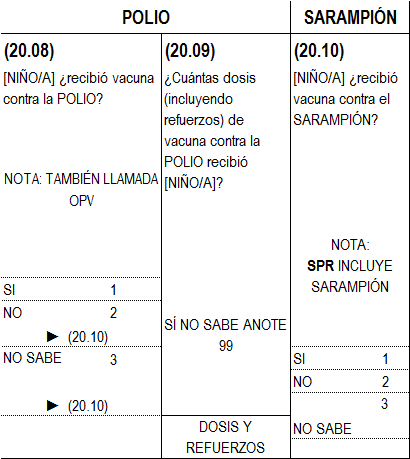 POLIO
(20.08)
[NIÑO/A] ¿recibió vacuna
contra la POLIO?
NOTA: TAMBIÉN LLAMADA
OPV
SI 1
NO 2
► (20.10)
NO SABE 3
► (20.10)
(20.09)
¿Cuántas dosis
(incluyendo
refuerzos) de
vacuna contra la
POLIO recibió
[NIÑO/A]?
SÍ NO SABE ANOTE
99
DOSIS Y
REFUERZOS
SARAMPIÓN
(20.10)
[NIÑO/A] ¿recibió
vacuna contra el
SARAMPIÓN?
NOTA:
SPR INCLUYE
SARAMPIÓN
SI 1
NO 2
3
NO SABE